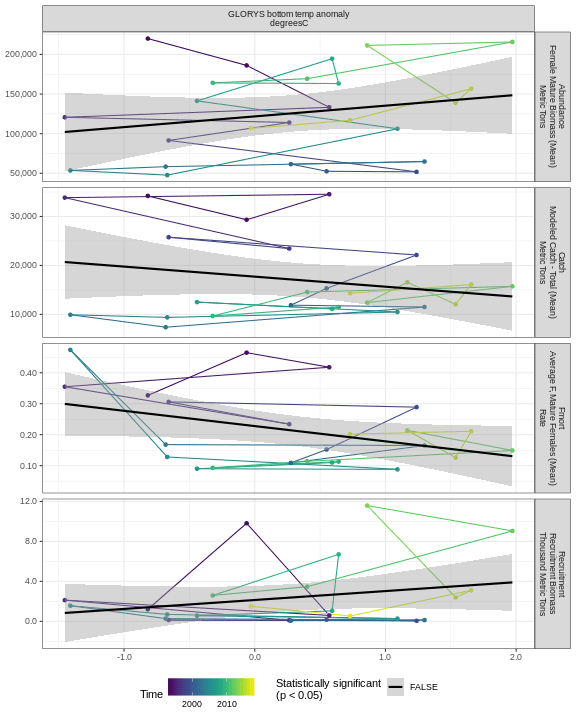 GLORYS bottom temp anomaly
degreesC
200,000
150,000
100,000
50,000
Abundance
Female Mature Biomass (Mean)
Metric Tons
30,000
20,000
10,000
Catch
Modeled Catch - Total (Mean)
Metric Tons
0.40
0.30
0.20
0.10
Fmort
Average F, Mature Females (Mean)
Rate
12.0
8.0
4.0
0.0
Recruitment
Recruitment Biomass
Thousand Metric Tons
-1.0
0.0
1.0
2.0
Time
2000
2010
Statistically significant
(p < 0.05)
FALSE